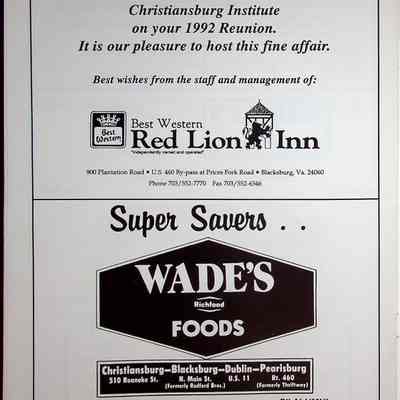 Christiansburg Institute
on your 1992 Reunion.
It is our pleasure to host this fine affair.
Best wishes from the staff and management of:
Best Western
Best Western
Red Lion Inn
"Independently owned and operated"
900 Plantation Road • U.S. 460 By-pass at Prices Fork Road • Blacksburg, Va. 24060
Phone 703/552-7770 Fax 703/552-6346
Super Savers . .
WADE'S
Richfood
FOODS
Christiansburg—Blacksburg—Dublin—Pearisburg
510 Roanoke St. N. Main St. U.S. 11 Rt. 460
(Formerly Radford Bros.) (Formerly Thriftway)